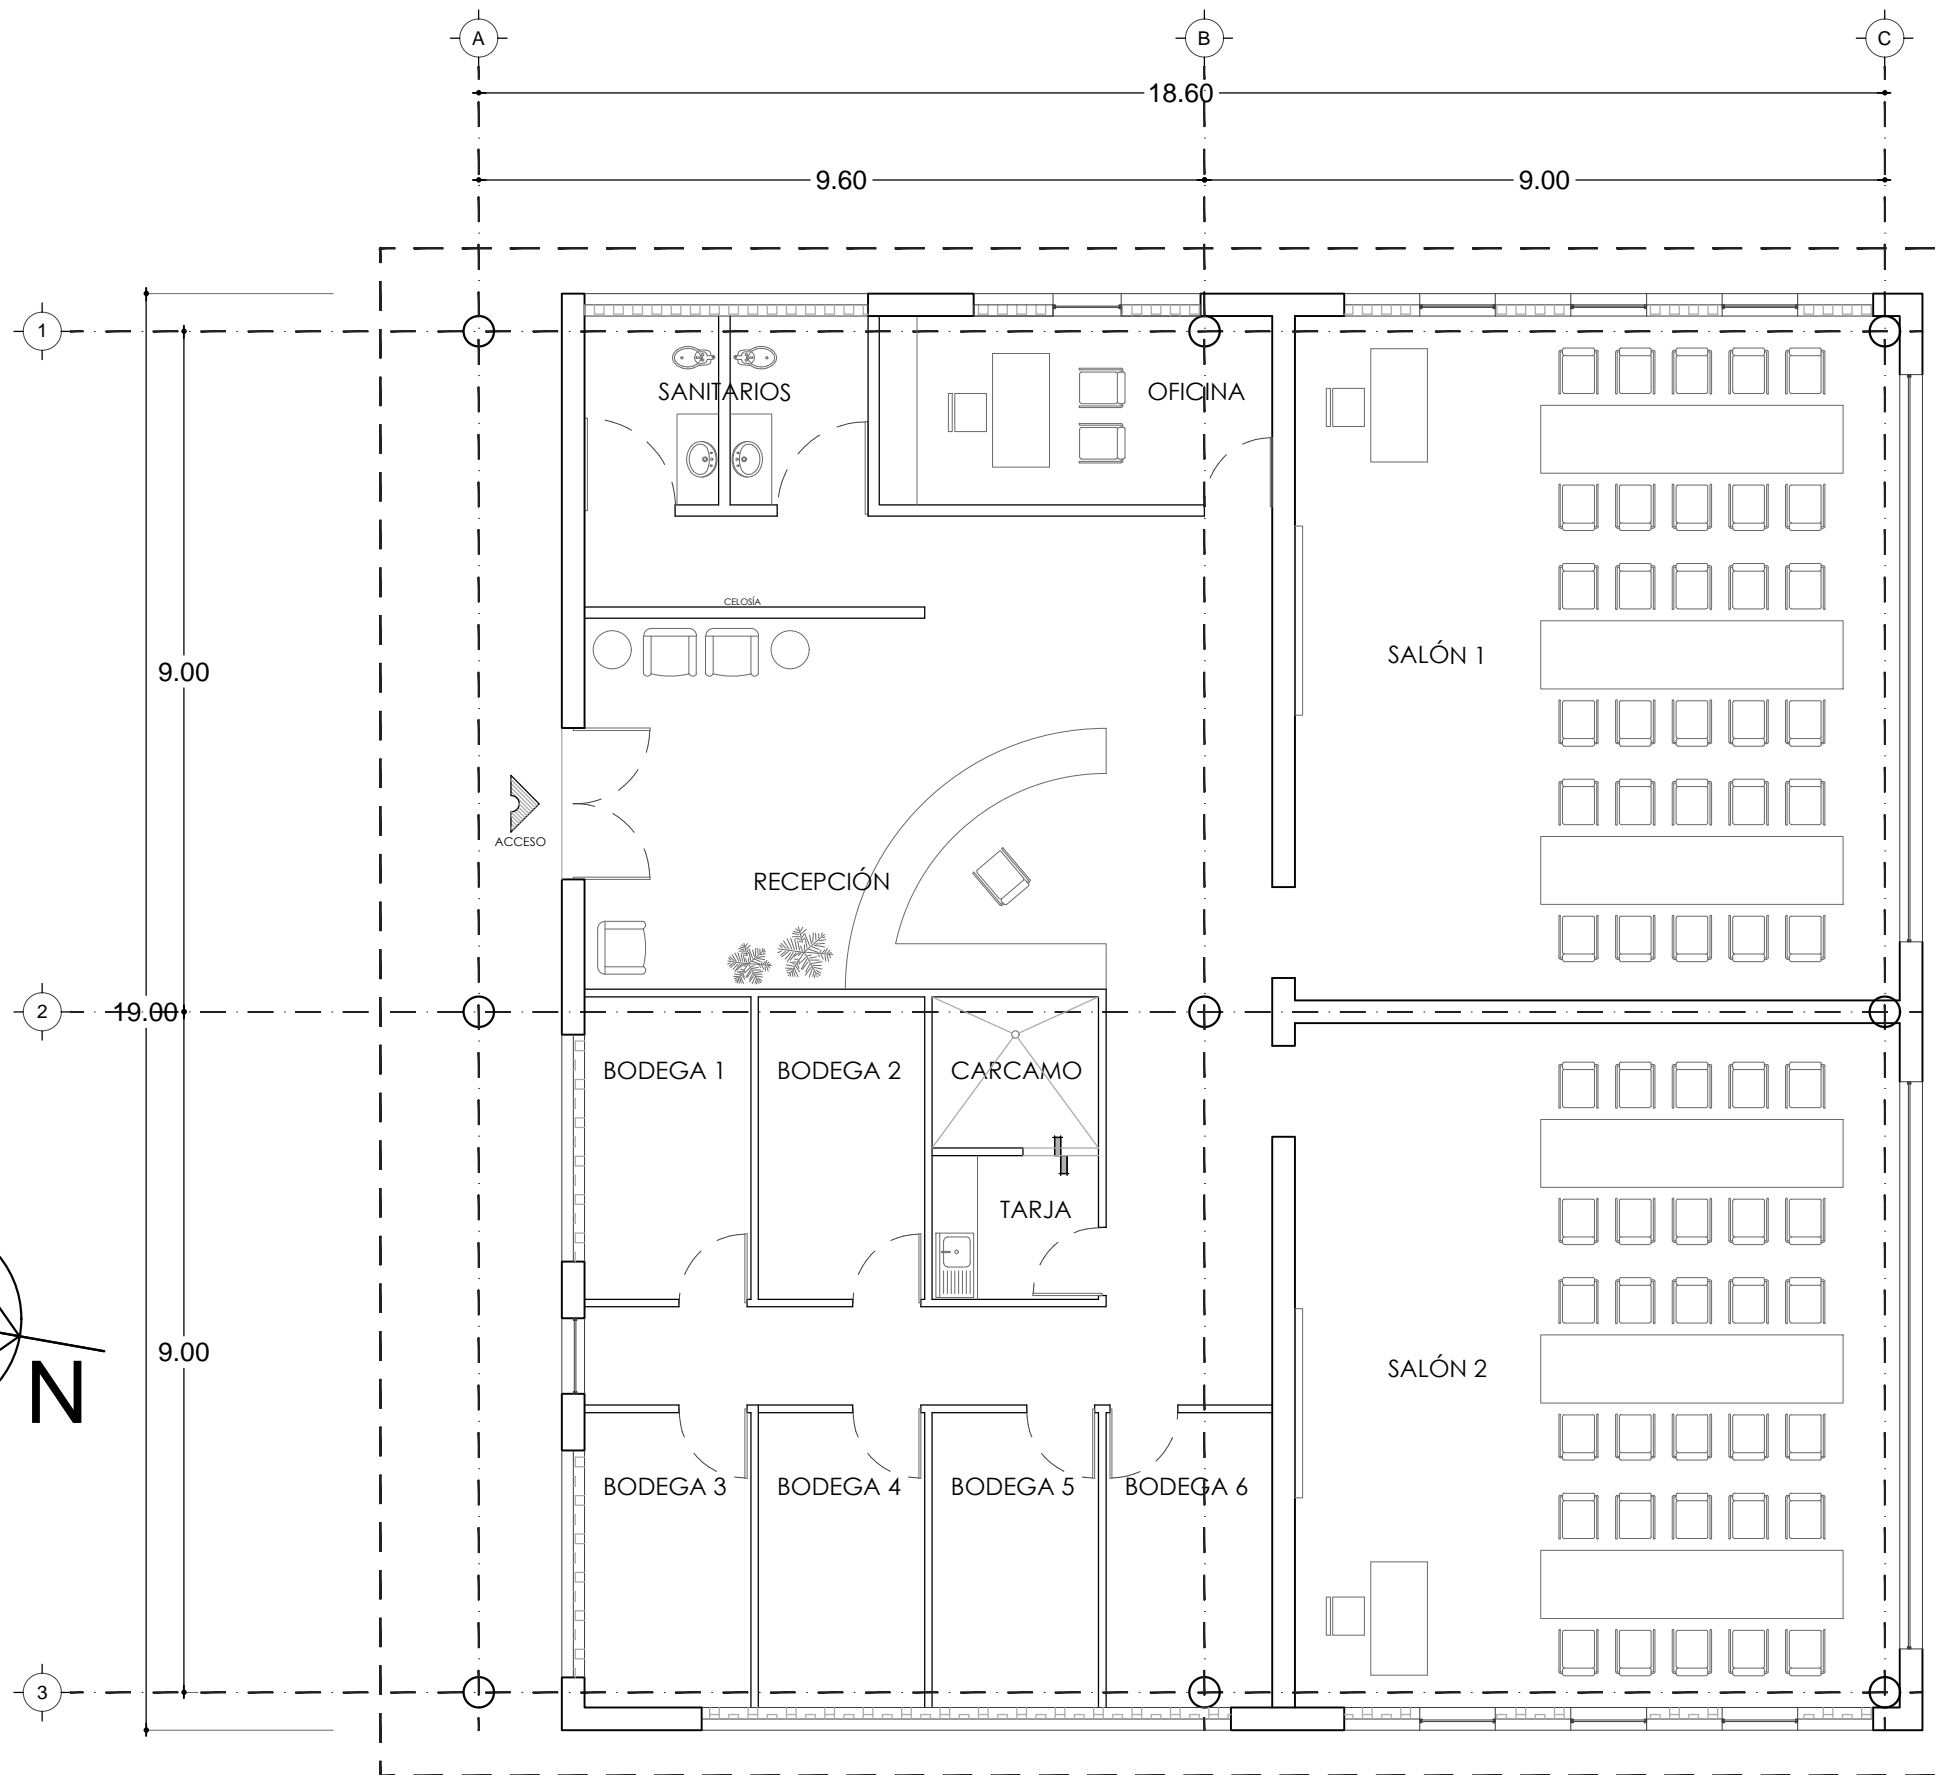 A
B
C
18.60
9.60
9.00
1
SANITARIOS
OFICINA
CELOSÍA
SALÓN 1
9.00
ACCESO
RECEPCIÓN
2
19.00
BODEGA 1
BODEGA 2
CARCAMO
TARJA
9.00
SALÓN 2
N
BODEGA 3
BODEGA 4
BODEGA 5
BODEGA 6
3